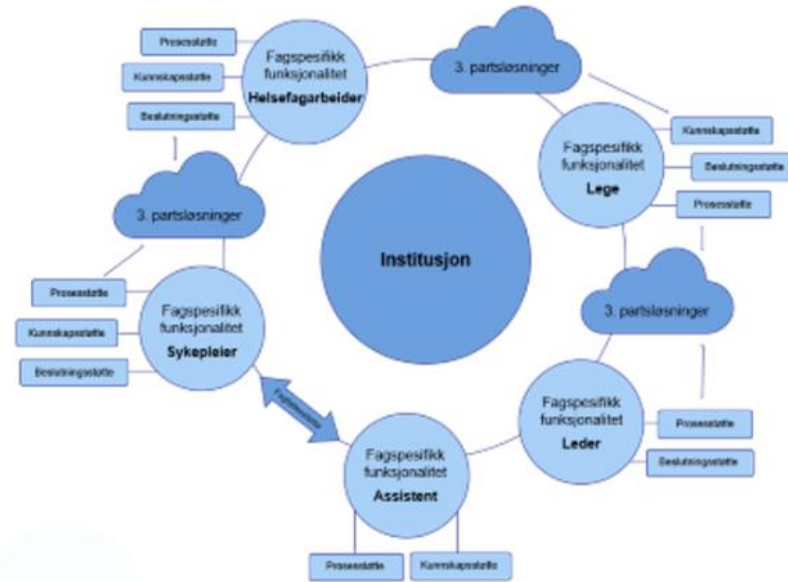 Prosesstøtte
Kunnskapsstøtte
Beslutningsstøtte
Fagspesifikk
funksjonalitet
Helsefagarbeider
3. partsløsninger
Fagspesifikk
funksjonalitet
Lege
Kunnskapsstøtte
Beslutningsstøtte
Prosesstøtte
3. partsløsninger
Institusjon
3. partsløsninger
Prosesstøtte
Kunnskapsstøtte
Beslutningsstøtte
Fagspesifikk
funksjonalitet
Sykepleier
Fagspesifikk
funksjonalitet
Leder
Prosesstøtte
Beslutningsstøtte
Fagspesifikk
funksjonalitet
Assistent
Prosesstøtte
Kunnskapsstøtte